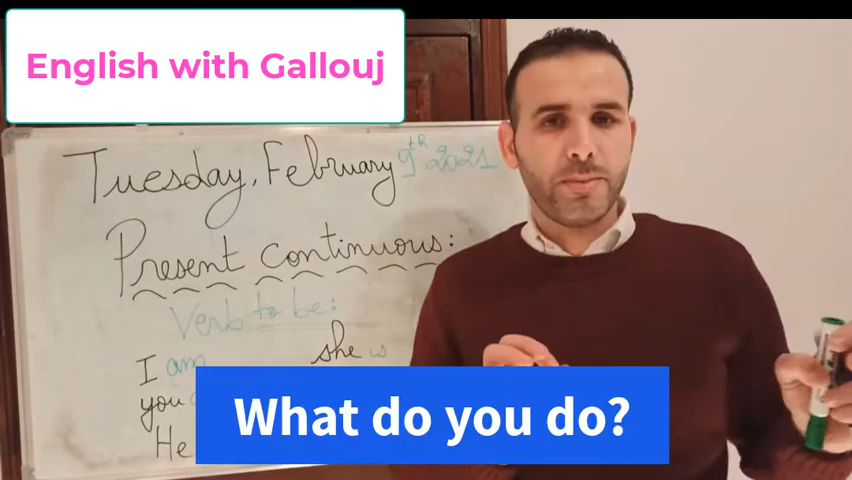 English with Gallouj
Tuesday, February 9th 2021
Present continuous:
Verb to be:
I am she is
you
He
What do you do?